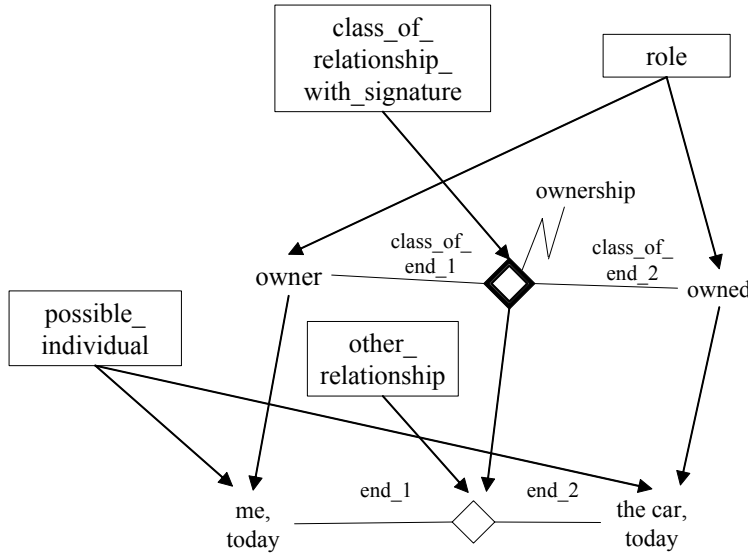 class_of_
relationship_
with_signature
role
ownership
class_of_
end_1
class_of_
end_2
owner
owned
possible_
individual
other_
relationship
end_1
end_2
me,
today
the car,
today